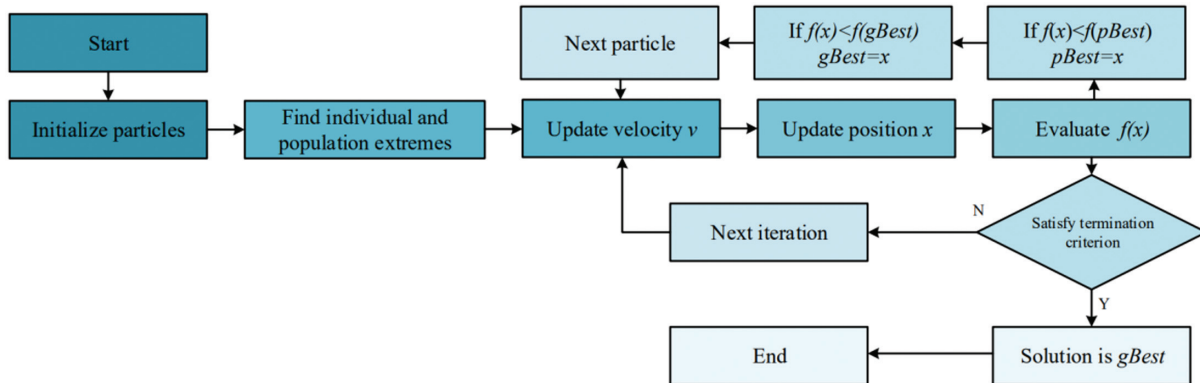 Start
Next particle
If f(x)<f(gBest)
gBest=x
If f(x)<f(pBest)
pBest=x
Initialize particles
Find individual and
population extremes
Update velocity v
Update position x
Evaluate f(x)
Next iteration
N
Satisfy termination
criterion
Y
End
Solution is gBest